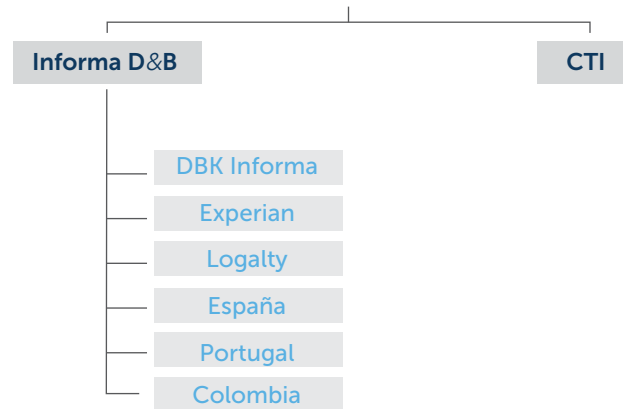 Informa D&B
CTI
DBK Informa
Experian
Logalty
España
Portugal
Colombia